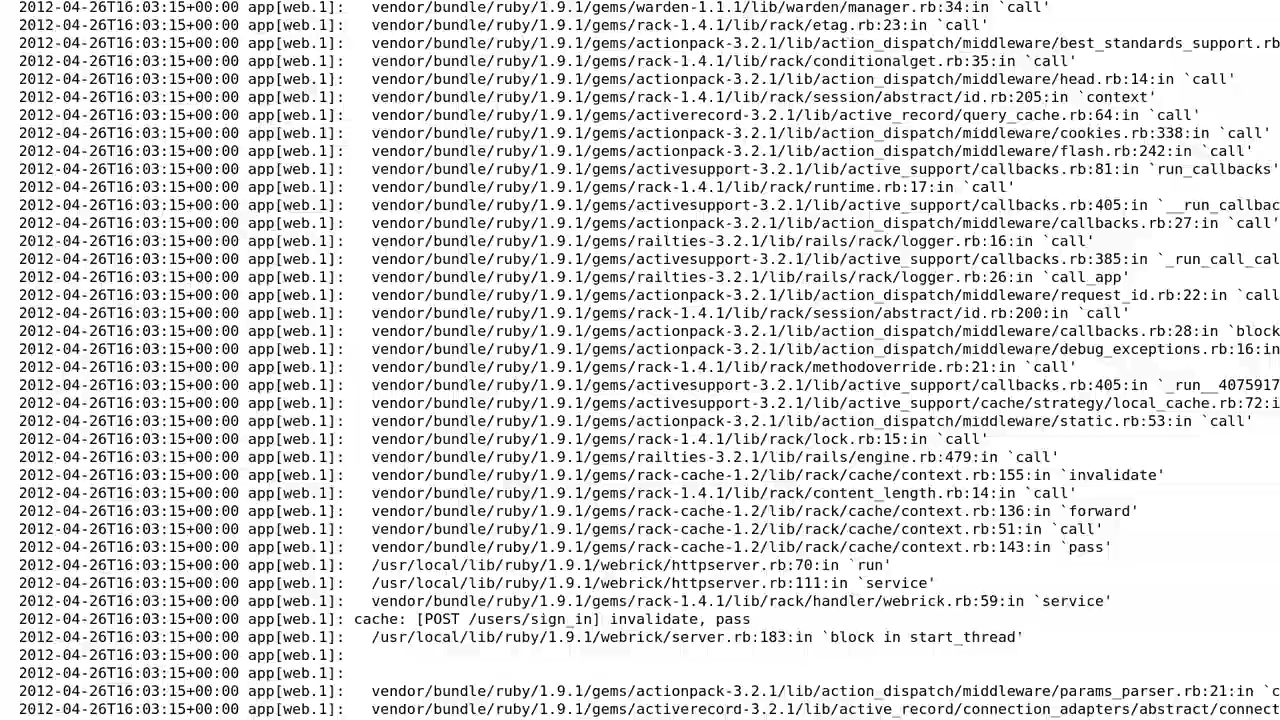 2012-04-26T16:03:15+00:00 app[web.1]:   vendor/bundle/ruby/1.9.1/gems/warden-1.1.1/lib/warden/manager.rb:34:in `call'
2012-04-26T16:03:15+00:00 app[web.1]:   vendor/bundle/ruby/1.9.1/gems/rack-1.4.1/lib/rack/etag.rb:23:in `call'
2012-04-26T16:03:15+00:00 app[web.1]:   vendor/bundle/ruby/1.9.1/gems/actionpack-3.2.1/lib/action_dispatch/middleware/best_standards_support.rb
2012-04-26T16:03:15+00:00 app[web.1]:   vendor/bundle/ruby/1.9.1/gems/rack-1.4.1/lib/rack/conditionalget.rb:35:in `call'
2012-04-26T16:03:15+00:00 app[web.1]:   vendor/bundle/ruby/1.9.1/gems/actionpack-3.2.1/lib/action_dispatch/middleware/head.rb:14:in `call'
2012-04-26T16:03:15+00:00 app[web.1]:   vendor/bundle/ruby/1.9.1/gems/rack-1.4.1/lib/rack/session/abstract/id.rb:205:in `context'
2012-04-26T16:03:15+00:00 app[web.1]:   vendor/bundle/ruby/1.9.1/gems/activerecord-3.2.1/lib/active_record/query_cache.rb:64:in `call'
2012-04-26T16:03:15+00:00 app[web.1]:   vendor/bundle/ruby/1.9.1/gems/actionpack-3.2.1/lib/action_dispatch/middleware/cookies.rb:338:in `call'
2012-04-26T16:03:15+00:00 app[web.1]:   vendor/bundle/ruby/1.9.1/gems/actionpack-3.2.1/lib/action_dispatch/middleware/flash.rb:242:in `call'
2012-04-26T16:03:15+00:00 app[web.1]:   vendor/bundle/ruby/1.9.1/gems/activesupport-3.2.1/lib/active_support/callbacks.rb:81:in `run_callbacks'
2012-04-26T16:03:15+00:00 app[web.1]:   vendor/bundle/ruby/1.9.1/gems/rack-1.4.1/lib/rack/runtime.rb:17:in `call'
2012-04-26T16:03:15+00:00 app[web.1]:   vendor/bundle/ruby/1.9.1/gems/activesupport-3.2.1/lib/active_support/callbacks.rb:405:in `__run_callbac
2012-04-26T16:03:15+00:00 app[web.1]:   vendor/bundle/ruby/1.9.1/gems/actionpack-3.2.1/lib/action_dispatch/middleware/callbacks.rb:27:in `call'
2012-04-26T16:03:15+00:00 app[web.1]:   vendor/bundle/ruby/1.9.1/gems/railties-3.2.1/lib/rails/rack/logger.rb:16:in `call'
2012-04-26T16:03:15+00:00 app[web.1]:   vendor/bundle/ruby/1.9.1/gems/activesupport-3.2.1/lib/active_support/callbacks.rb:385:in `_run_call_cal
2012-04-26T16:03:15+00:00 app[web.1]:   vendor/bundle/ruby/1.9.1/gems/railties-3.2.1/lib/rails/rack/logger.rb:26:in `call_app'
2012-04-26T16:03:15+00:00 app[web.1]:   vendor/bundle/ruby/1.9.1/gems/actionpack-3.2.1/lib/action_dispatch/middleware/request_id.rb:22:in `call
2012-04-26T16:03:15+00:00 app[web.1]:   vendor/bundle/ruby/1.9.1/gems/rack-1.4.1/lib/rack/session/abstract/id.rb:200:in `call'
2012-04-26T16:03:15+00:00 app[web.1]:   vendor/bundle/ruby/1.9.1/gems/actionpack-3.2.1/lib/action_dispatch/middleware/callbacks.rb:28:in `block
2012-04-26T16:03:15+00:00 app[web.1]:   vendor/bundle/ruby/1.9.1/gems/actionpack-3.2.1/lib/action_dispatch/middleware/debug_exceptions.rb:16:in
2012-04-26T16:03:15+00:00 app[web.1]:   vendor/bundle/ruby/1.9.1/gems/rack-1.4.1/lib/rack/methodoverride.rb:21:in `call'
2012-04-26T16:03:15+00:00 app[web.1]:   vendor/bundle/ruby/1.9.1/gems/activesupport-3.2.1/lib/active_support/callbacks.rb:405:in `_run__4075917
2012-04-26T16:03:15+00:00 app[web.1]:   vendor/bundle/ruby/1.9.1/gems/activesupport-3.2.1/lib/active_support/cache/strategy/local_cache.rb:72:i
2012-04-26T16:03:15+00:00 app[web.1]:   vendor/bundle/ruby/1.9.1/gems/actionpack-3.2.1/lib/action_dispatch/middleware/static.rb:53:in `call'
2012-04-26T16:03:15+00:00 app[web.1]:   vendor/bundle/ruby/1.9.1/gems/rack-1.4.1/lib/rack/lock.rb:15:in `call'
2012-04-26T16:03:15+00:00 app[web.1]:   vendor/bundle/ruby/1.9.1/gems/railties-3.2.1/lib/rails/engine.rb:479:in `call'
2012-04-26T16:03:15+00:00 app[web.1]:   vendor/bundle/ruby/1.9.1/gems/rack-cache-1.2/lib/rack/cache/context.rb:155:in `invalidate'
2012-04-26T16:03:15+00:00 app[web.1]:   vendor/bundle/ruby/1.9.1/gems/rack-1.4.1/lib/rack/content_length.rb:14:in `call'
2012-04-26T16:03:15+00:00 app[web.1]:   vendor/bundle/ruby/1.9.1/gems/rack-cache-1.2/lib/rack/cache/context.rb:136:in `forward'
2012-04-26T16:03:15+00:00 app[web.1]:   vendor/bundle/ruby/1.9.1/gems/rack-cache-1.2/lib/rack/cache/context.rb:51:in `call'
2012-04-26T16:03:15+00:00 app[web.1]:   vendor/bundle/ruby/1.9.1/gems/rack-cache-1.2/lib/rack/cache/context.rb:143:in `pass'
2012-04-26T16:03:15+00:00 app[web.1]:   /usr/local/lib/ruby/1.9.1/webrick/httpserver.rb:70:in `run'
2012-04-26T16:03:15+00:00 app[web.1]:   /usr/local/lib/ruby/1.9.1/webrick/httpserver.rb:111:in `service'
2012-04-26T16:03:15+00:00 app[web.1]:   vendor/bundle/ruby/1.9.1/gems/rack-1.4.1/lib/rack/handler/webrick.rb:59:in `service'
2012-04-26T16:03:15+00:00 app[web.1]: cache: [POST /users/sign_in] invalidate, pass
2012-04-26T16:03:15+00:00 app[web.1]:   /usr/local/lib/ruby/1.9.1/webrick/server.rb:183:in `block in start_thread'
2012-04-26T16:03:15+00:00 app[web.1]:
2012-04-26T16:03:15+00:00 app[web.1]:
2012-04-26T16:03:15+00:00 app[web.1]:   vendor/bundle/ruby/1.9.1/gems/actionpack-3.2.1/lib/action_dispatch/middleware/params_parser.rb:21:in `c
2012-04-26T16:03:15+00:00 app[web.1]:   vendor/bundle/ruby/1.9.1/gems/activerecord-3.2.1/lib/active_record/connection_adapters/abstract/connect